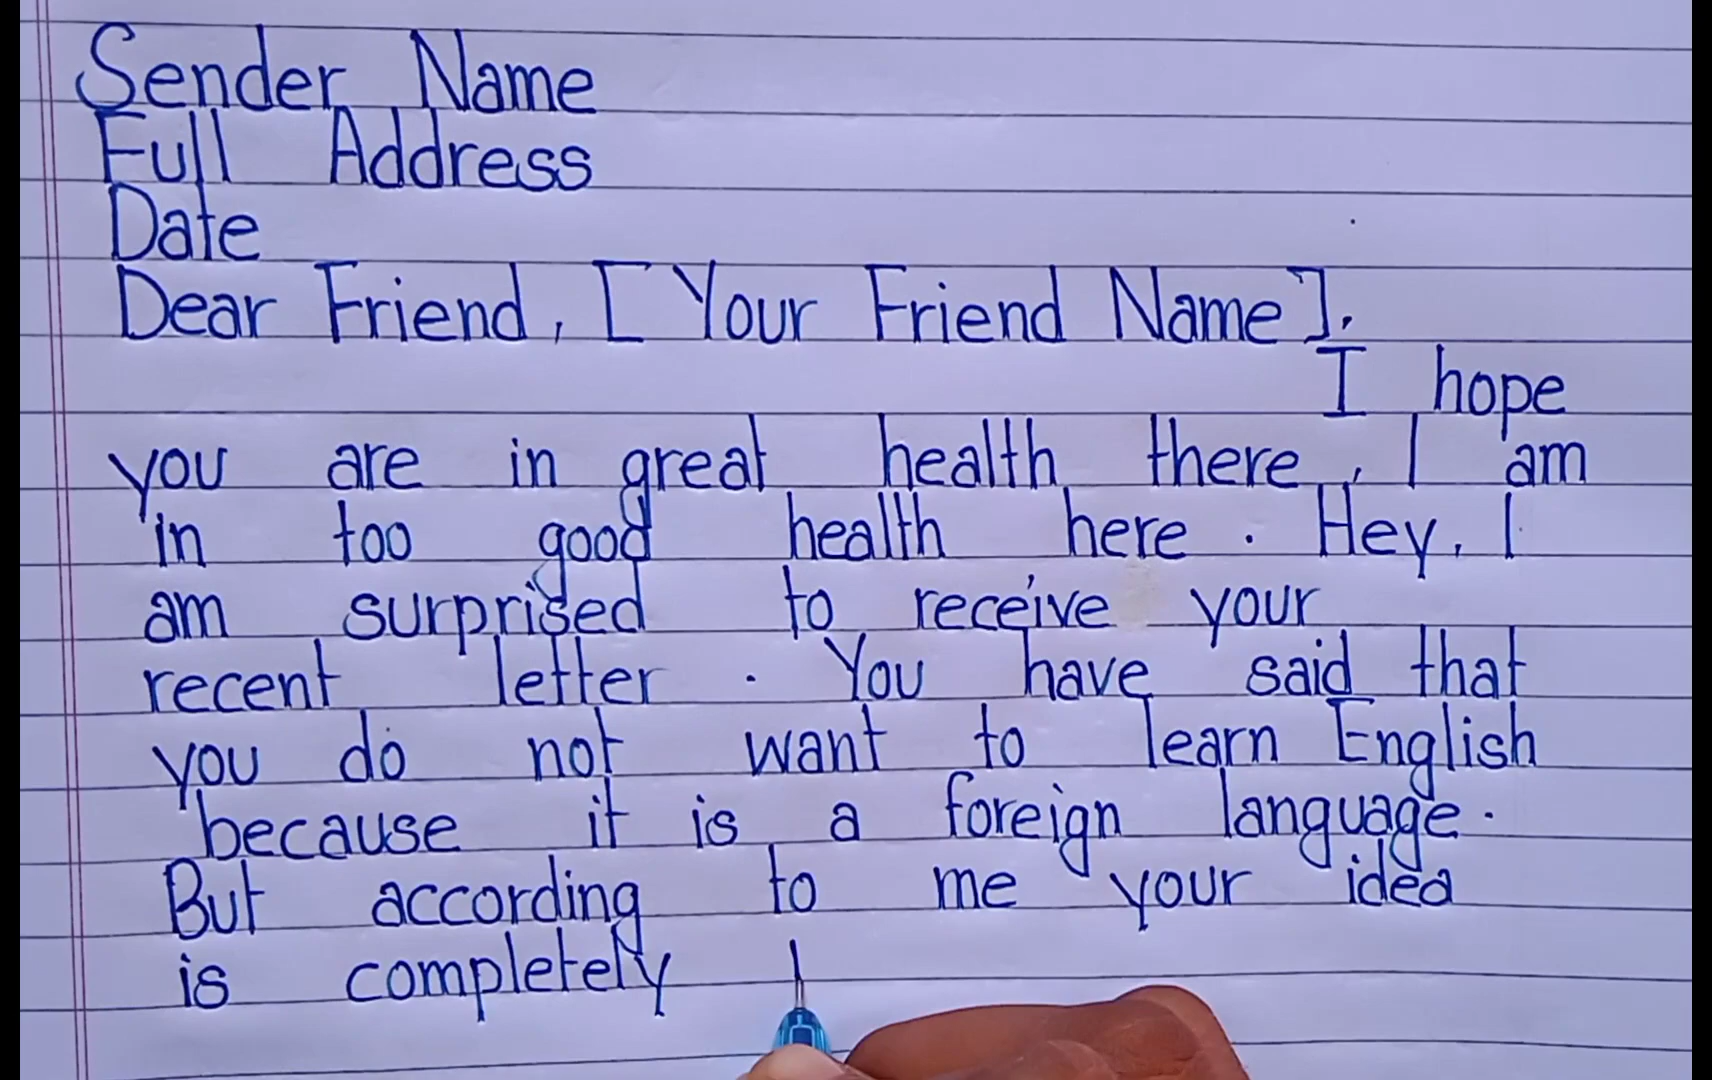 Sender Name
Full Address
Date
Dear Friend, [ Your Friend Name ],
I hope
you are in great health there, I am
in too good health here. Hey, I
am surprised to receive your
recent letter. You have said that
you do not want to learn English
because it is a foreign language.
But according to me your idea
is completely